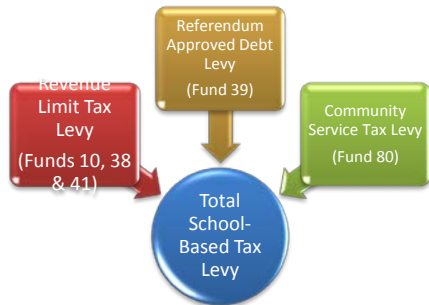 Revenue
Limit Tax
Levy
(Funds 10, 38
& 41)
Referendum
Approved Debt
Levy
(Fund 39)
Community
Service Tax Levy
(Fund 80)
Total
School-
Based Tax
Levy